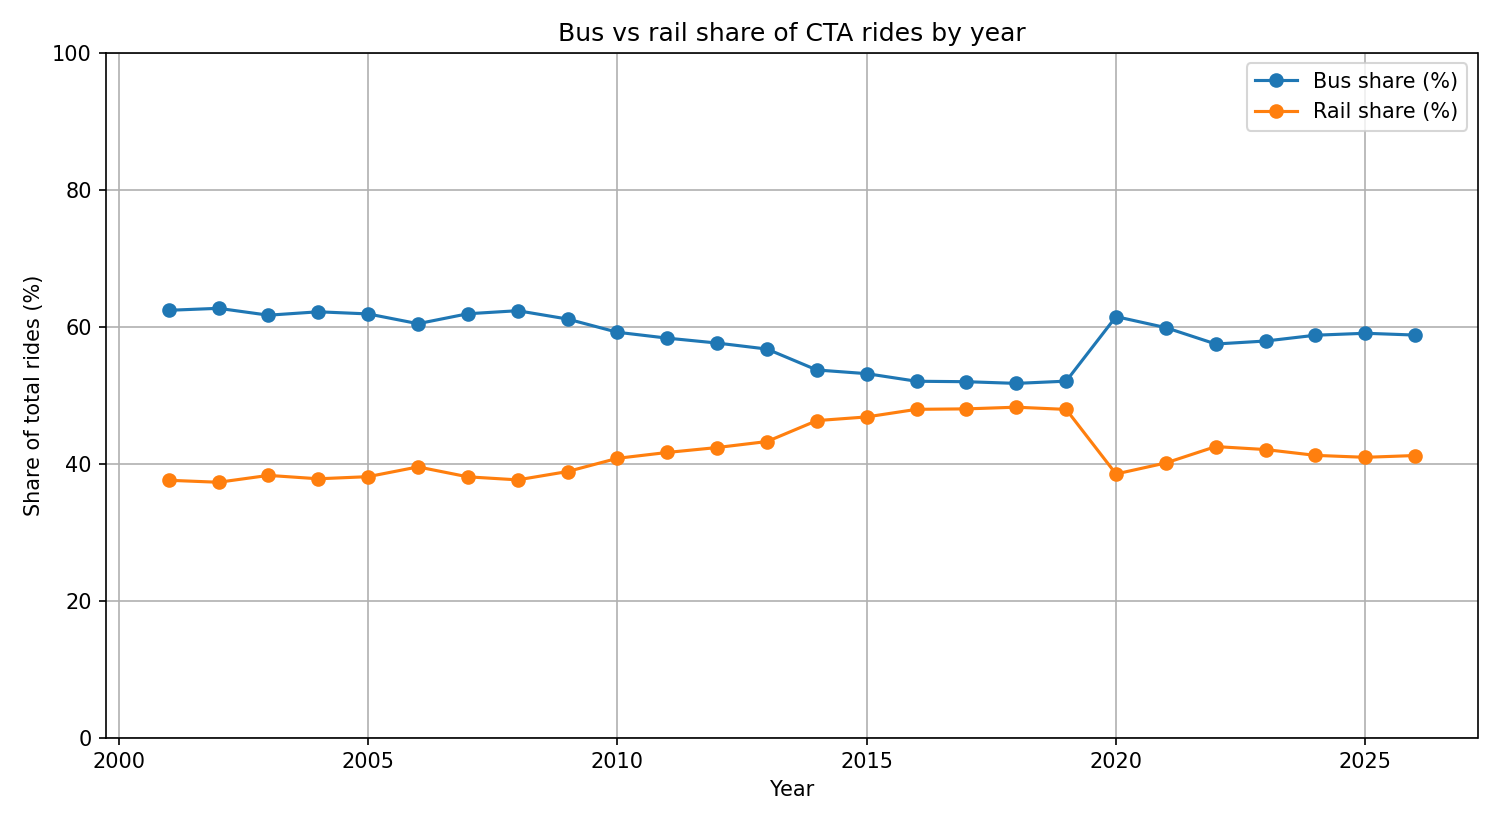 Bus vs rail share of CTA rides by year
Bus share (%)
Rail share (%)
Share of total rides (%)
100
80
60
40
20
0
2000
2005
2010
2015
2020
2025
Year